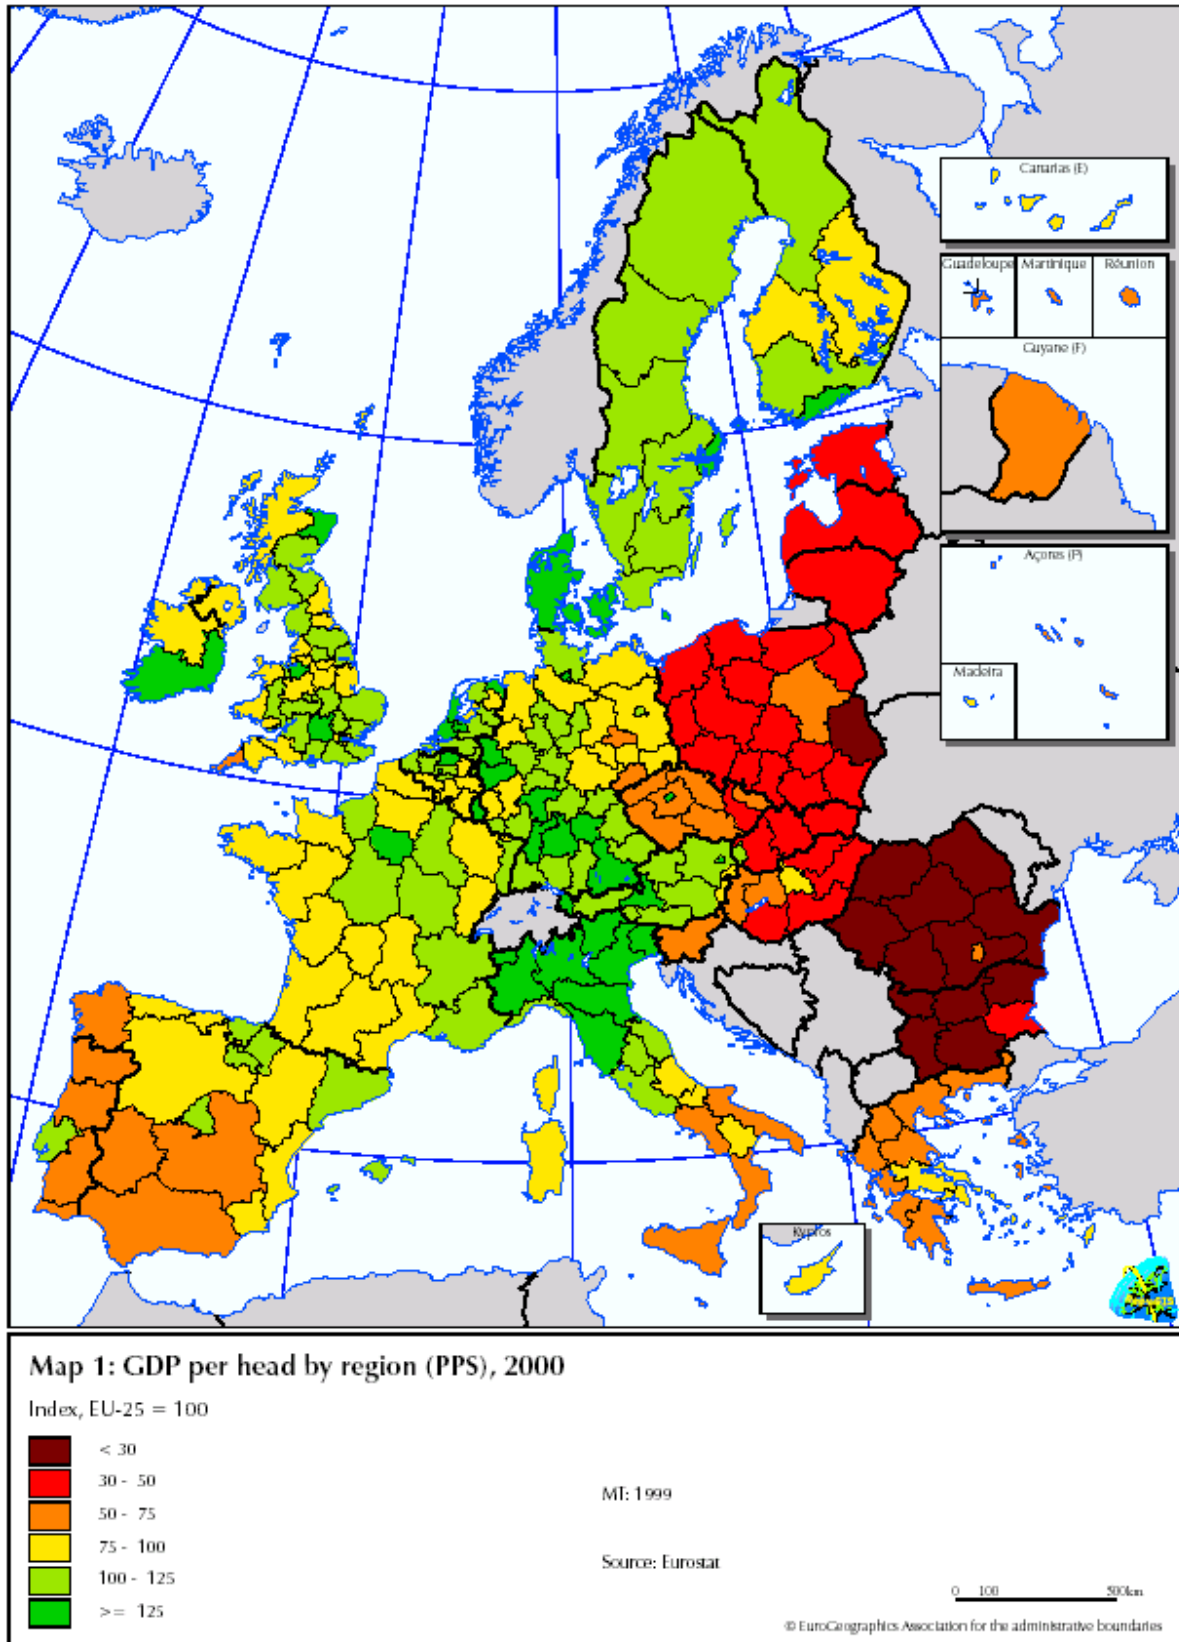 Canarias (E)
Guadeloupe
Martinique
Réunion
Guyane (F)
Açores (P)
Madeira
Kypros
Map 1: GDP per head by region (PPS), 2000
Index, EU-25 = 100
< 30
30 - 50
50 - 75
75 - 100
100 - 125
>= 125
MT: 1999
Source: Eurostat
0 100 500km
© EuroGeographics Association for the administrative boundaries